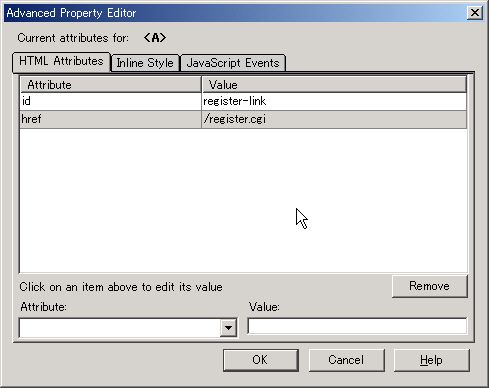 Advanced Property Editor
Current attributes for: <A>
HTML Attributes Inline Style JavaScript Events
Attribute Value
id register-link
href /register.cgi
Click on an item above to edit its value Remove
Attribute: Value:
OK Cancel Help